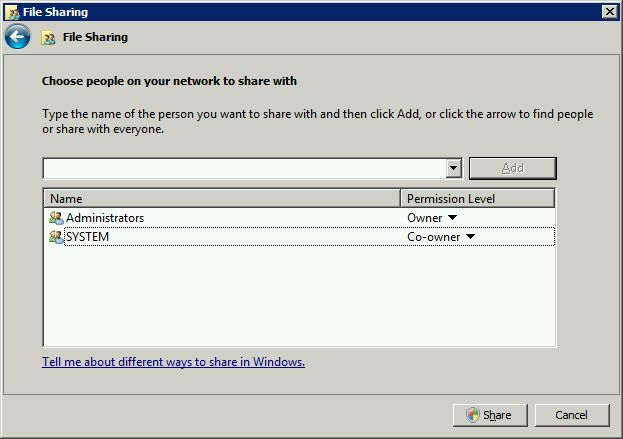 File Sharing
File Sharing
Choose people on your network to share with
Type the name of the person you want to share with and then click Add, or click the arrow to find people
or share with everyone.
Add
Name Permission Level
Administrators Owner
SYSTEM Co-owner
Tell me about different ways to share in Windows.
Share Cancel